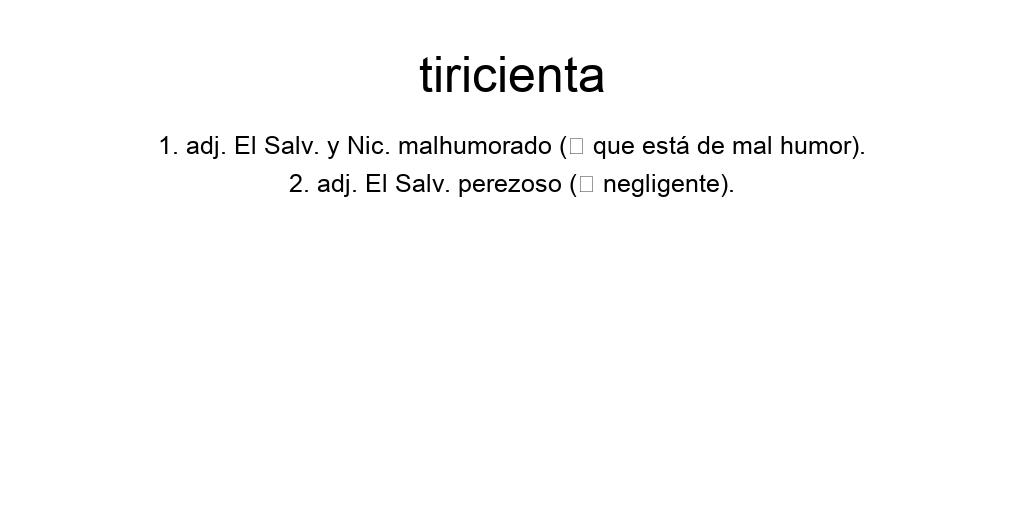 tiricienta
1. adj. El Salv. y Nic. malhumorado (□ que está de mal humor).
2. adj. El Salv. perezoso (□ negligente).